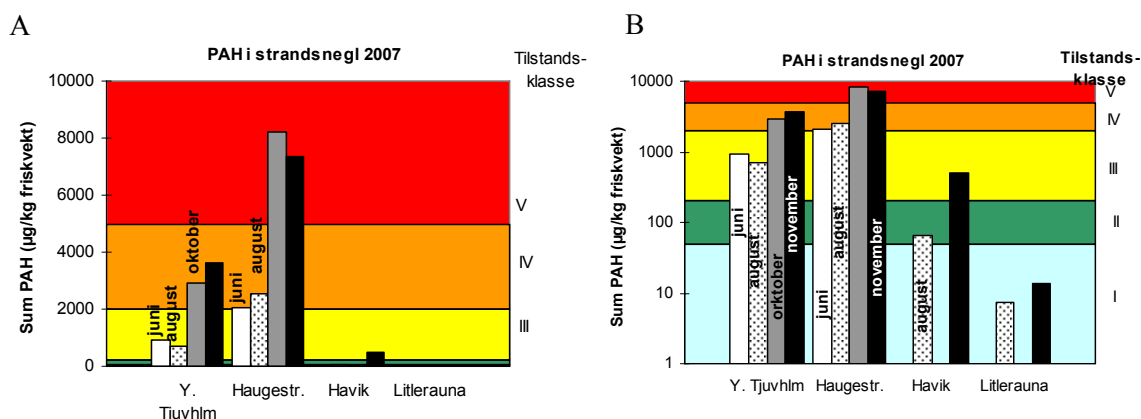 A
PAH i strandsnegl 2007
Tilstands-
klasse
Sum PAH (µg/kg friskvekt)
10000
8000
6000
4000
2000
0
juni
august
oktober
juni
august
V
IV
III
Y.
Tjuvhlm
Haugestr.
Havik
Litlerauna
B
PAH i strandsnegl 2007
Tilstands-
klasse
Sum PAH (µg/kg friskvekt)
10000
1000
100
10
1
juni
august
orktober
november
juni
august
november
august
V
IV
III
II
I
Y. Tjuvhlm
Haugestr.
Havik
Litlerauna